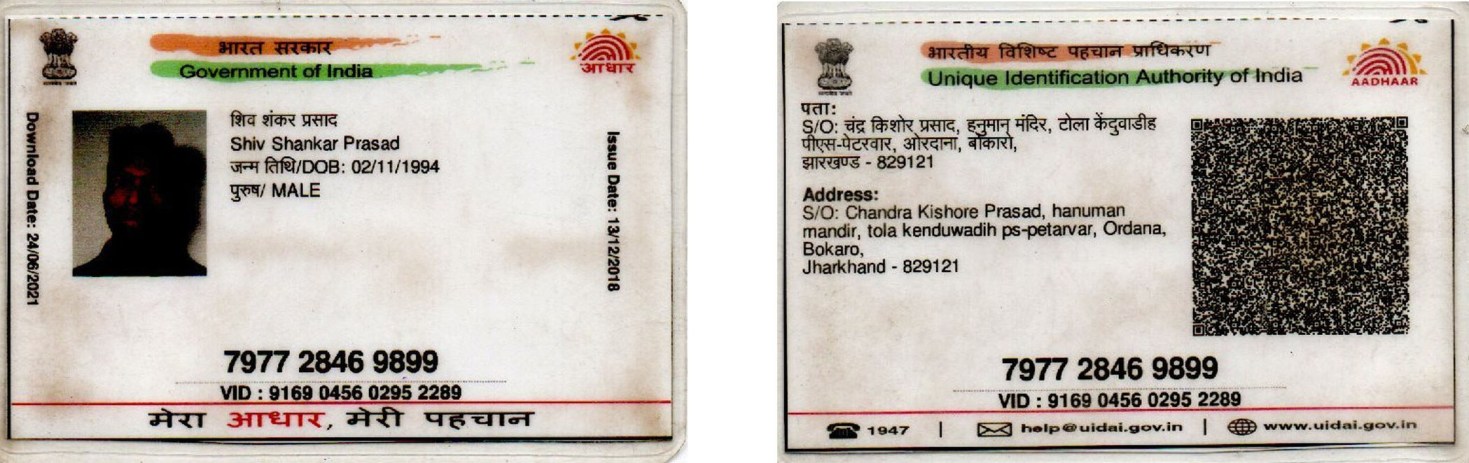 भारत सरकार
Government of India
आधार
Download Date: 24/06/2021
शिव शंकर प्रसाद
Shiv Shankar Prasad
जन्म तिथि/DOB: 02/11/1994
पुरुष/ MALE
Issue Date: 13/12/2018
7977 2846 9899
VID : 9169 0456 0295 2289
मेरा आधार, मेरी पहचान
भारतीय विशिष्ट पहचान प्राधिकरण
Unique Identification Authority of India
AADHAAR
पता:
S/O: चंद्र किशोर प्रसाद, हनुमान् मंदिर, टोला केंदुवाडीह
पीएस-पेटरवार, ओरदाना, बोकारो,
झारखण्ड - 829121
Address:
S/O: Chandra Kishore Prasad, hanuman
mandir, tola kenduwadih ps-petarvar, Ordana,
Bokaro,
Jharkhand - 829121
7977 2846 9899
VID : 9169 0456 0295 2289
1947 | help@uidai.gov.in | www.uidai.gov.in